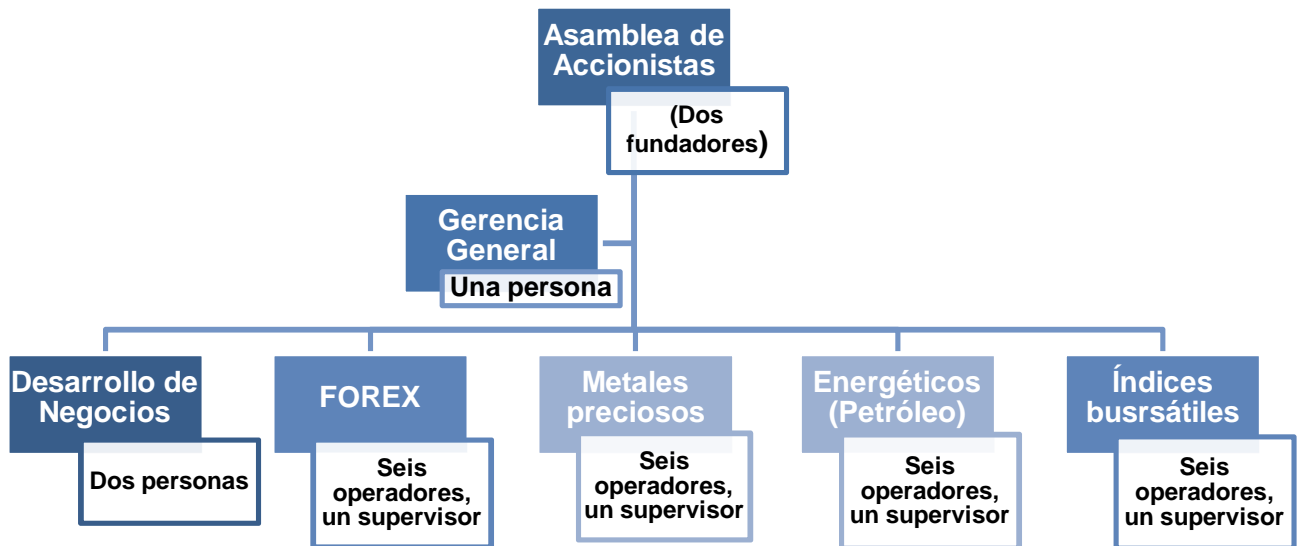 Asamblea de
Accionistas
(Dos
fundadores)
Gerencia
General
Una persona
Desarrollo de
Negocios
Dos personas
FOREX
Seis
operadores,
un supervisor
Metales
preciosos
Seis
operadores,
un supervisor
Energéticos
(Petróleo)
Seis
operadores,
un supervisor
Índices
busrsátiles
Seis
operadores,
un supervisor